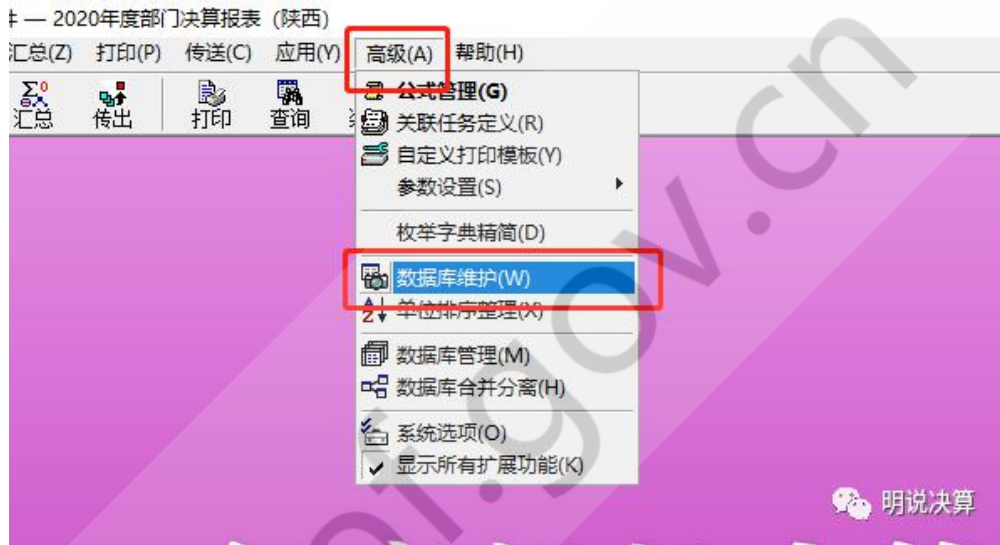 件 — 2020年度部门决算报表（陕西）
汇总(Z) 打印(P) 传送(C) 应用(Y) 高级(A) 帮助(H)
汇总 传出 打印 查询
公式管理(G)
关联任务定义(R)
自定义打印模板(Y)
参数设置(S)
枚举字典精简(D)
数据库维护(W)
单位排序整理(X)
数据库管理(M)
数据库合并分离(H)
系统选项(O)
显示所有扩展功能(K)
明说决算
.gov.cn